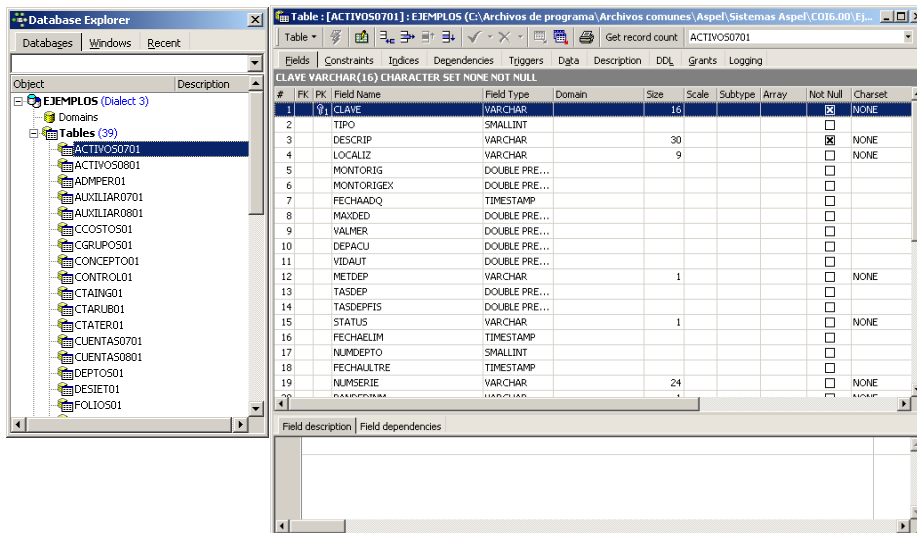 Database Explorer
Databases Windows Recent
Object Description
EJEMPLOS (Dialect 3)
Domains
Tables (39)
ACTIVOS0701
ACTIVOS0801
ADMPER01
AUXILIAR0701
AUXILIAR0801
CCOSTOS01
CGRUPOS01
CONCEPTO01
CONTROL01
CTAING01
CTARUB01
CTATER01
CUENTAS0701
CUENTAS0801
DEPTOS01
DESIET01
FOLIOS01
Table : [ACTIVOS0701] : EJEMPLOS (C:\Archivos de programa\Archivos comunes\Aspel\Sistemas Aspel\COI6.00\Ej...
Table Get record count ACTIVOS0701
Fields Constraints Indices Dependencies Triggers Data Description DDL Grants Logging
CLAVE VARCHAR(16) CHARACTER SET NONE NOT NULL
# FK PK Field Name Field Type Domain Size Scale Subtype Array Not Null Charset
1 1 CLAVE VARCHAR 16 NONE
2 TIPO SMALLINT
3 DESCRIP VARCHAR 30 NONE
4 LOCALIZ VARCHAR 9 NONE
5 MONTORIG DOUBLE PRE...
6 MONTORIGEX DOUBLE PRE...
7 FECHAADQ TIMESTAMP
8 MAXDED DOUBLE PRE...
9 VALMER DOUBLE PRE...
10 DEPACU DOUBLE PRE...
11 VIDAUT DOUBLE PRE...
12 METDEP VARCHAR 1 NONE
13 TASDEP DOUBLE PRE...
14 TASDEPFIS DOUBLE PRE...
15 STATUS VARCHAR 1 NONE
16 FECHAELIM TIMESTAMP
17 NUMDEPTO SMALLINT
18 FECHAULTRE TIMESTAMP
19 NUMSERIE VARCHAR 24 NONE
Field description Field dependencies